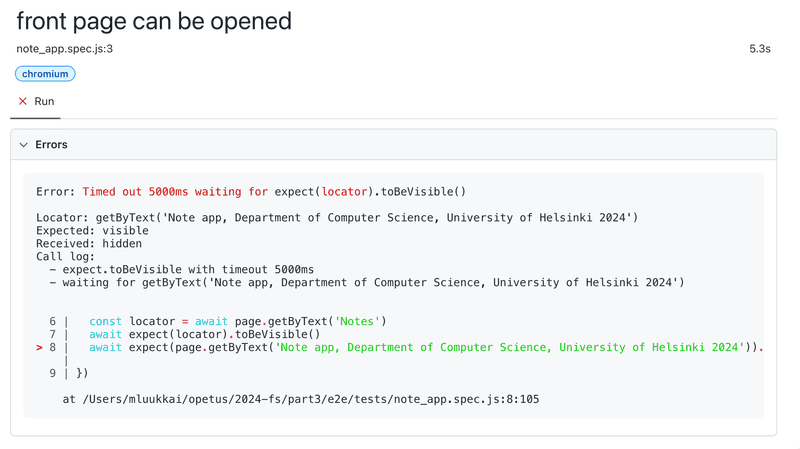 front page can be opened
note_app.spec.js:3 5.3s
chromium
Run
Errors
Error: Timed out 5000ms waiting for expect(locator).toBeVisible()
Locator: getByText('Note app, Department of Computer Science, University of Helsinki 2024')
Expected: visible
Received: hidden
Call log:
- expect.toBeVisible with timeout 5000ms
- waiting for getByText('Note app, Department of Computer Science, University of Helsinki 2024')
6 | const locator = await page.getByText('Notes')
7 | await expect(locator).toBeVisible()
> 8 | await expect(page.getByText('Note app, Department of Computer Science, University of Helsinki 2024')).
|
9 | })
at /Users/mluukkai/opetus/2024-fs/part3/e2e/tests/note_app.spec.js:8:105